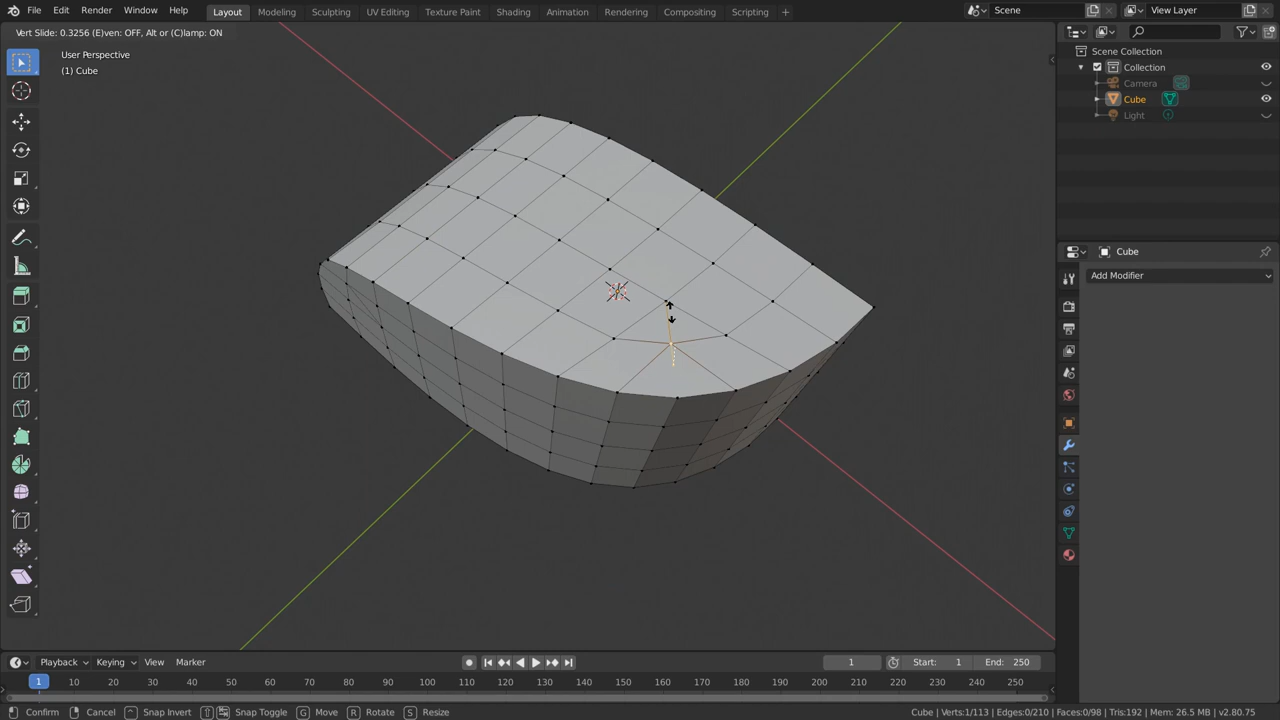 File Edit Render Window Help Layout Modeling Sculpting UV Editing Texture Paint Shading Animation Rendering Compositing Scripting + Scene View Layer
Vert Slide: 0.3256 (E)ven: OFF, Alt or (C)lamp: ON
User Perspective
(1) Cube
Scene Collection
Collection
Camera
Cube
Light
Cube
Add Modifier
Playback Keying View Marker 1 Start: 1 End: 250
1 10 20 30 40 50 60 70 80 90 100 110 120 130 140 150 160 170 180 190 200 210 220 230 240 250
Confirm Cancel Snap Invert Snap Toggle G Move R Rotate S Resize Cube | Verts:1/113 | Edges:0/210 | Faces:0/98 | Tris:192 | Mem: 26.5 MB | v2.80.75